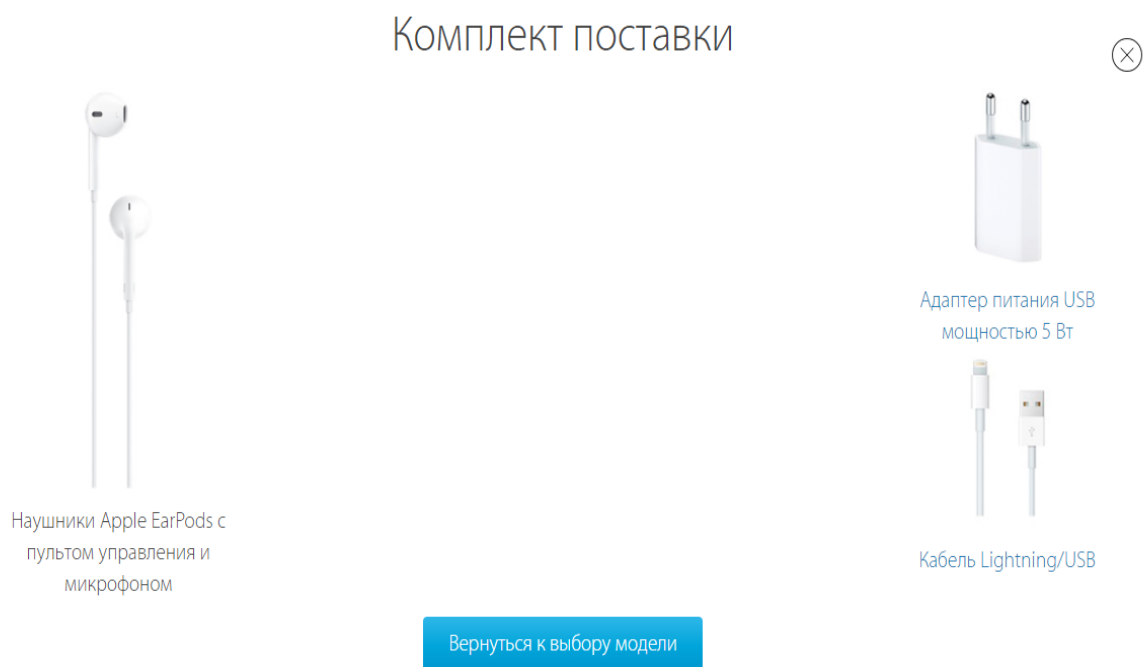 Комплект поставки
Наушники Apple EarPods с
пультом управления и
микрофоном
Адаптер питания USB
мощностью 5 Вт
Кабель Lightning/USB
Вернуться к выбору модели